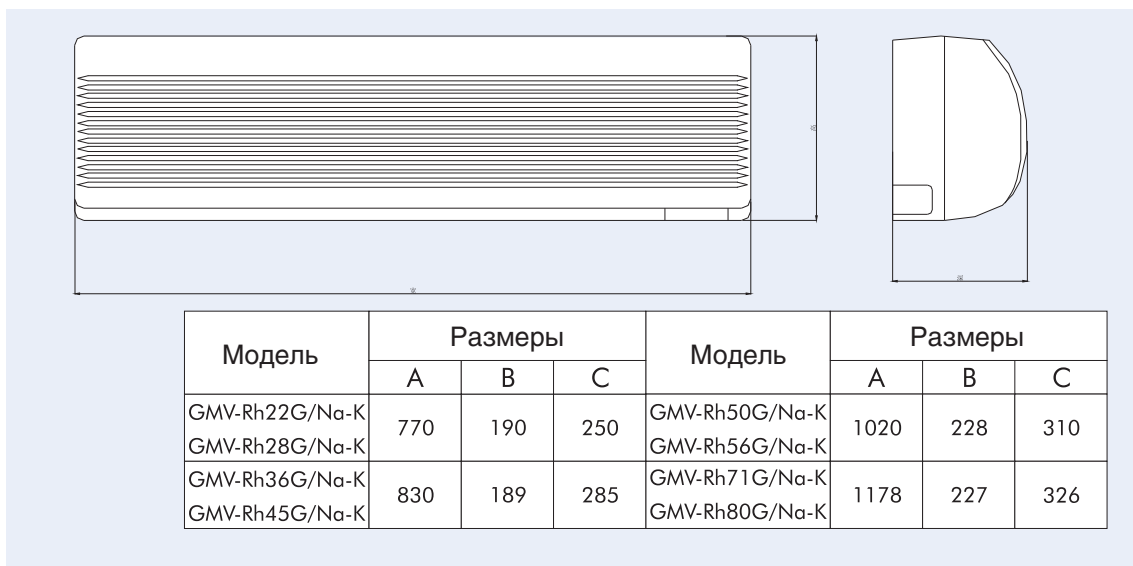 Модель Размеры Модель Размеры
A B C A B C
GMV-Rh22G/Na-K 770 190 250 GMV-Rh50G/Na-K 1020 228 310
GMV-Rh28G/Na-K GMV-Rh56G/Na-K
GMV-Rh36G/Na-K 830 189 285 GMV-Rh71G/Na-K 1178 227 326
GMV-Rh45G/Na-K GMV-Rh80G/Na-K